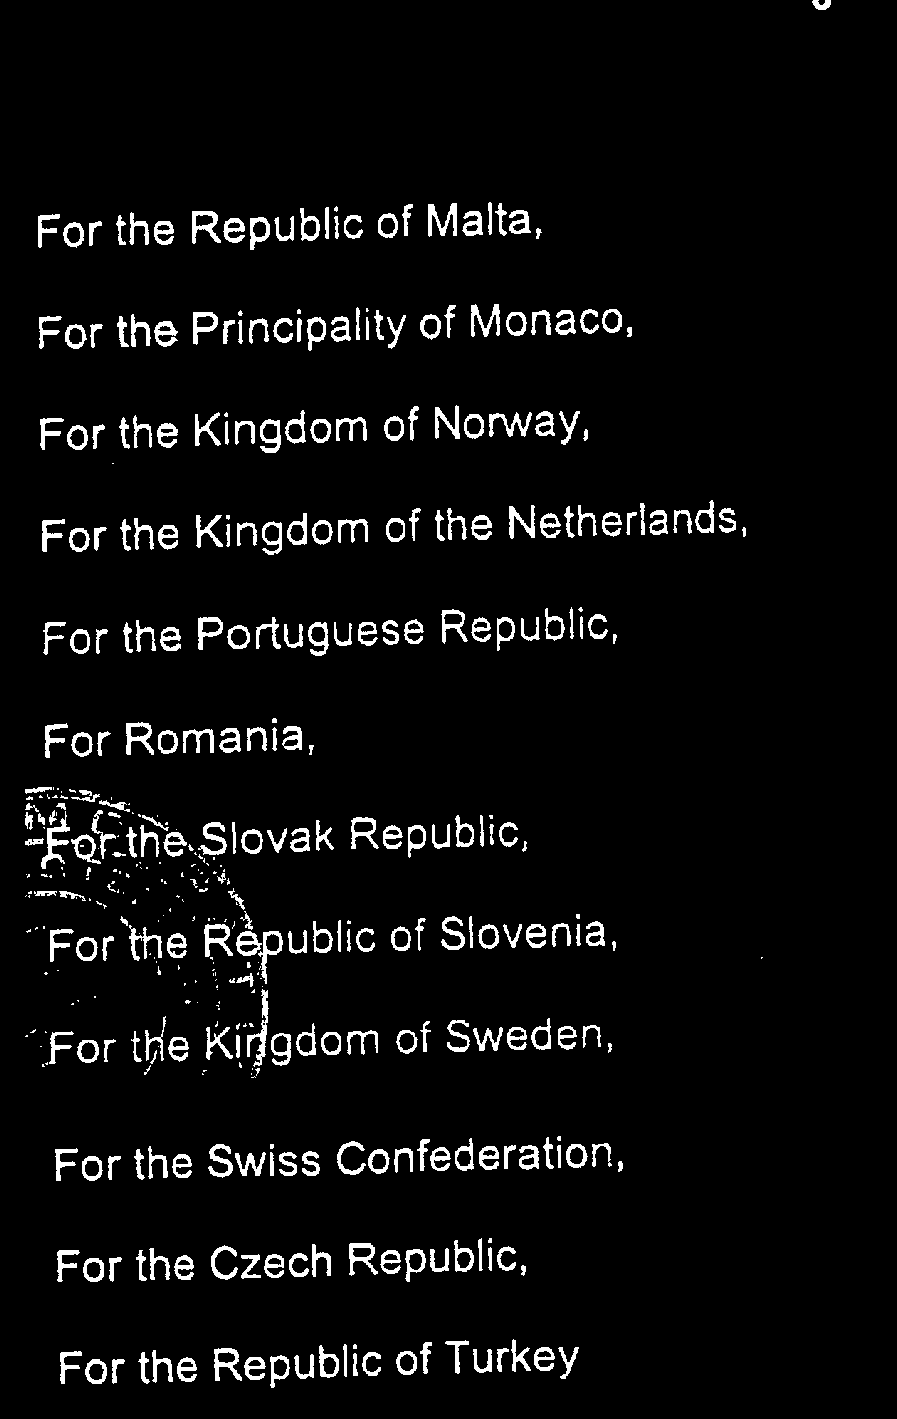 For the Republic of Malta,
For the Principality of Monaco,
For the Kingdom of Norway,
For the Kingdom of the Netherlands,
For the Portuguese Republic,
For Romania,
For the Slovak Republic,
For the Republic of Slovenia,
For the Kingdom of Sweden,
For the Swiss Confederation,
For the Czech Republic,
For the Republic of Turkey